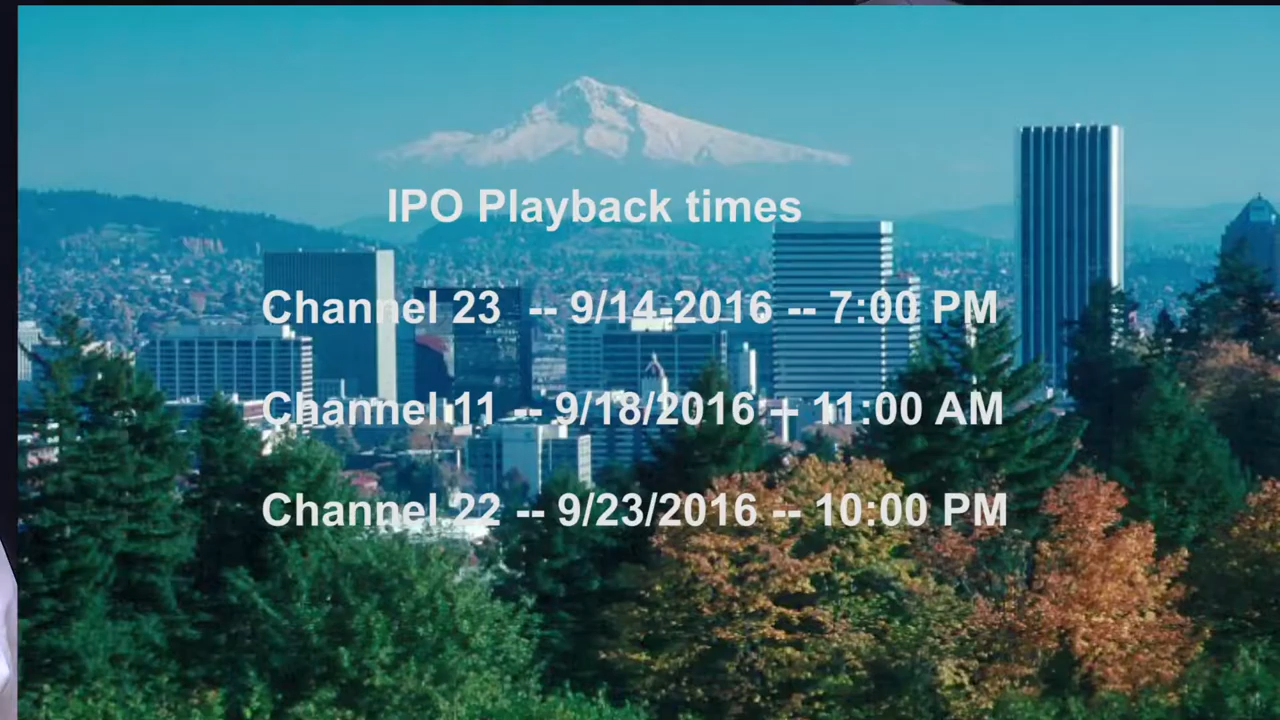 IPO Playback times
Channel 23 -- 9/14-2016 -- 7:00 PM
Channel 11 -- 9/18/2016 -- 11:00 AM
Channel 22 -- 9/23/2016 -- 10:00 PM